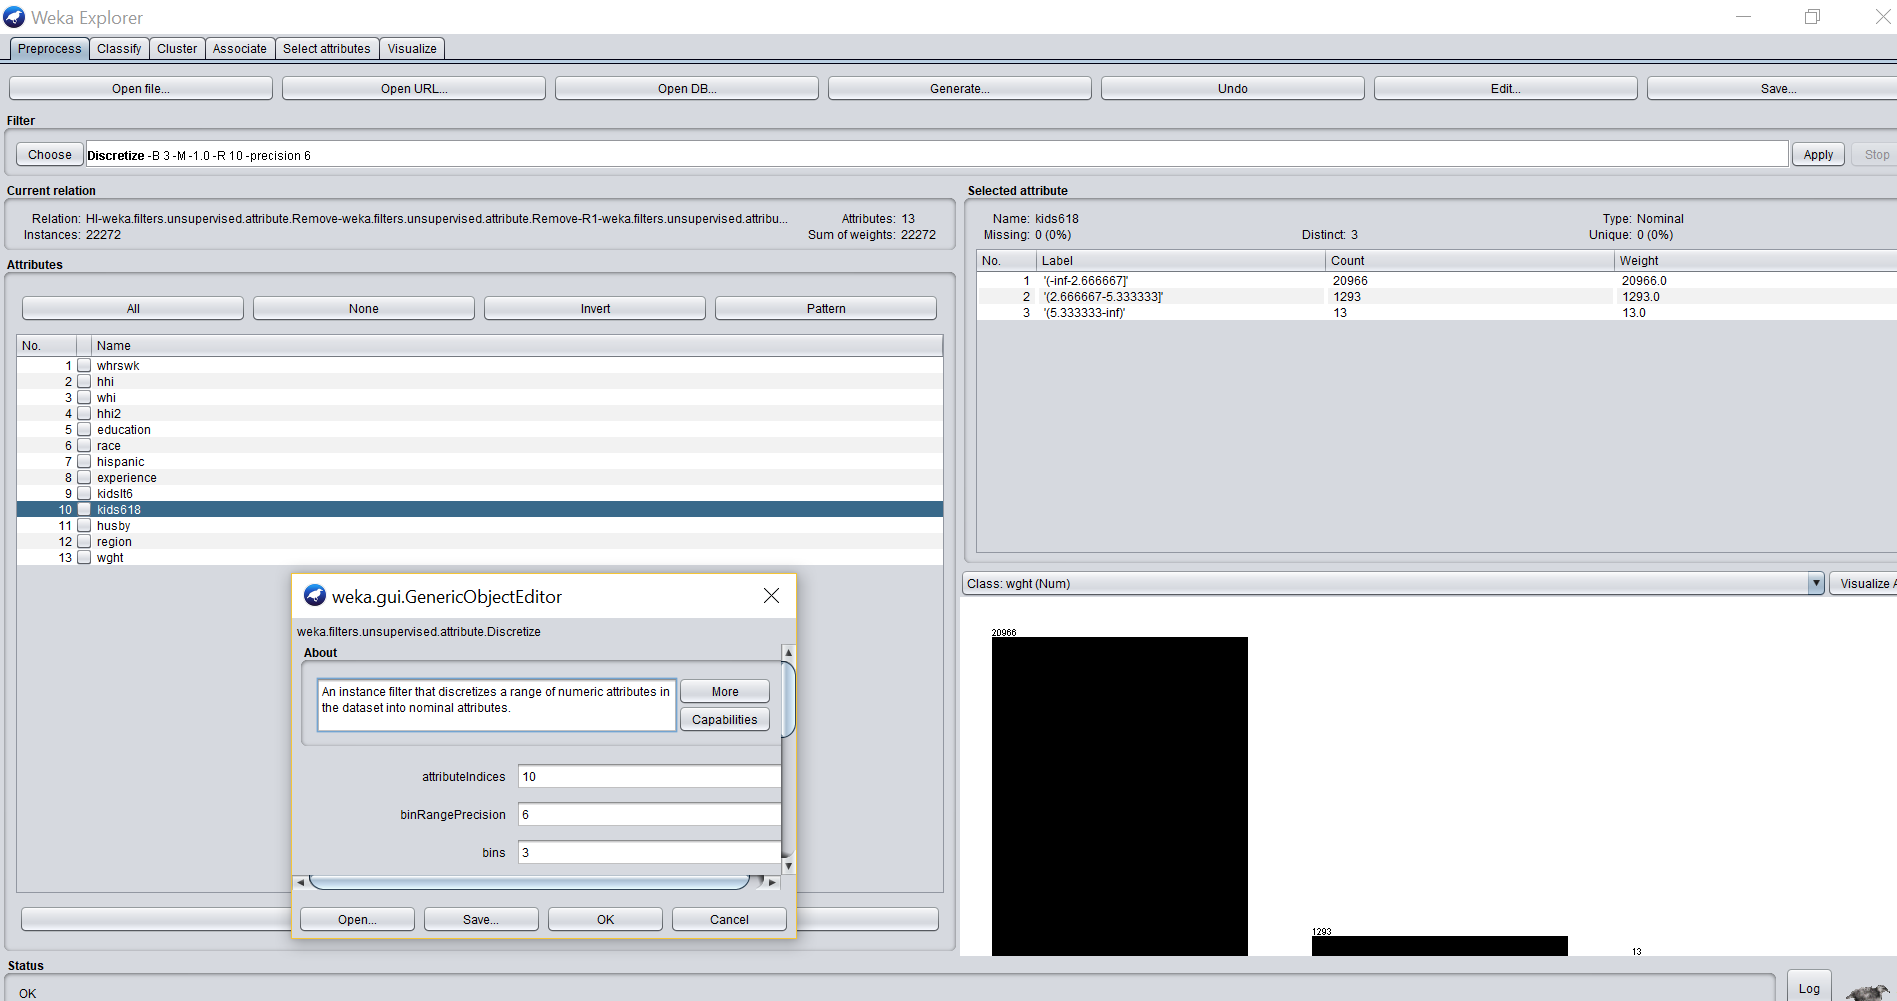 Weka Explorer
Preprocess Classify Cluster Associate Select attributes Visualize
Open file... Open URL... Open DB... Generate... Undo Edit... Save...
Filter
Choose Discretize -B 3 -M -1.0 -R 10 -precision 6 Apply Stop
Current relation
Relation: HI-weka.filters.unsupervised.attribute.Remove-weka.filters.unsupervised.attribute.Remove-R1-weka.filters.unsupervised.attribu... Attributes: 13
Instances: 22272 Sum of weights: 22272
Attributes
All None Invert Pattern
No. Name
1 whrswk
2 hhi
3 whi
4 hhi2
5 education
6 race
7 hispanic
8 experience
9 kidslt6
10 kids618
11 husby
12 region
13 wght
Selected attribute
Name: kids618 Type: Nominal
Missing: 0 (0%) Distinct: 3 Unique: 0 (0%)
No. Label Count Weight
1 '(-inf-2.666667]' 20966 20966.0
2 '(2.666667-5.333333]' 1293 1293.0
3 '(5.333333-inf)' 13 13.0
Class: wght (Num) Visualize A
20966
1293
13
weka.gui.GenericObjectEditor
weka.filters.unsupervised.attribute.Discretize
About
An instance filter that discretizes a range of numeric attributes in
the dataset into nominal attributes.
More
Capabilities
attributeIndices 10
binRangePrecision 6
bins 3
Open... Save... OK Cancel
Status
OK
Log